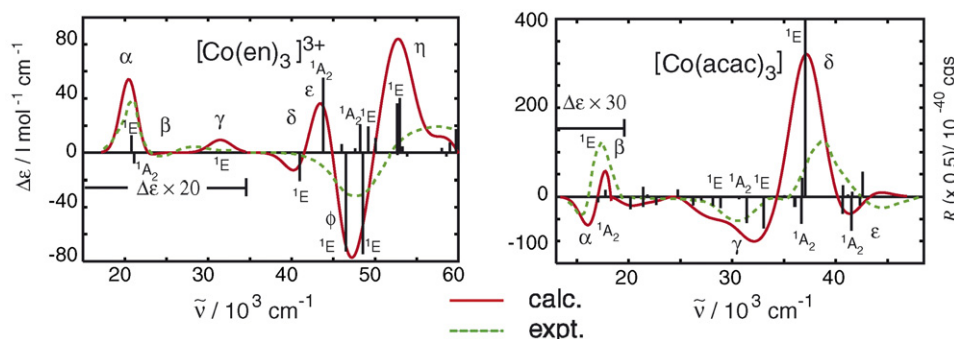 [Co(en)₃]³⁺
Δε / l mol⁻¹ cm⁻¹
80
40
0
-40
-80
α
β
γ
δ
ε
η
ϕ
¹E
¹A₂
¹E
¹E
¹A₂
¹A₂ ¹E
¹E
¹E
¹E
Δε × 20
20 30 40 50 60
ν̃ / 10³ cm⁻¹
[Co(acac)₃]
400
300
200
100
0
-100
R (x 0.5)/ 10⁻⁴⁰ cgs
Δε × 30
¹E
β
α
¹A₂
¹E ¹A₂ ¹E
γ
¹E
δ
¹A₂
¹A₂
ε
20 30 40
ν̃ / 10³ cm⁻¹
calc.
expt.